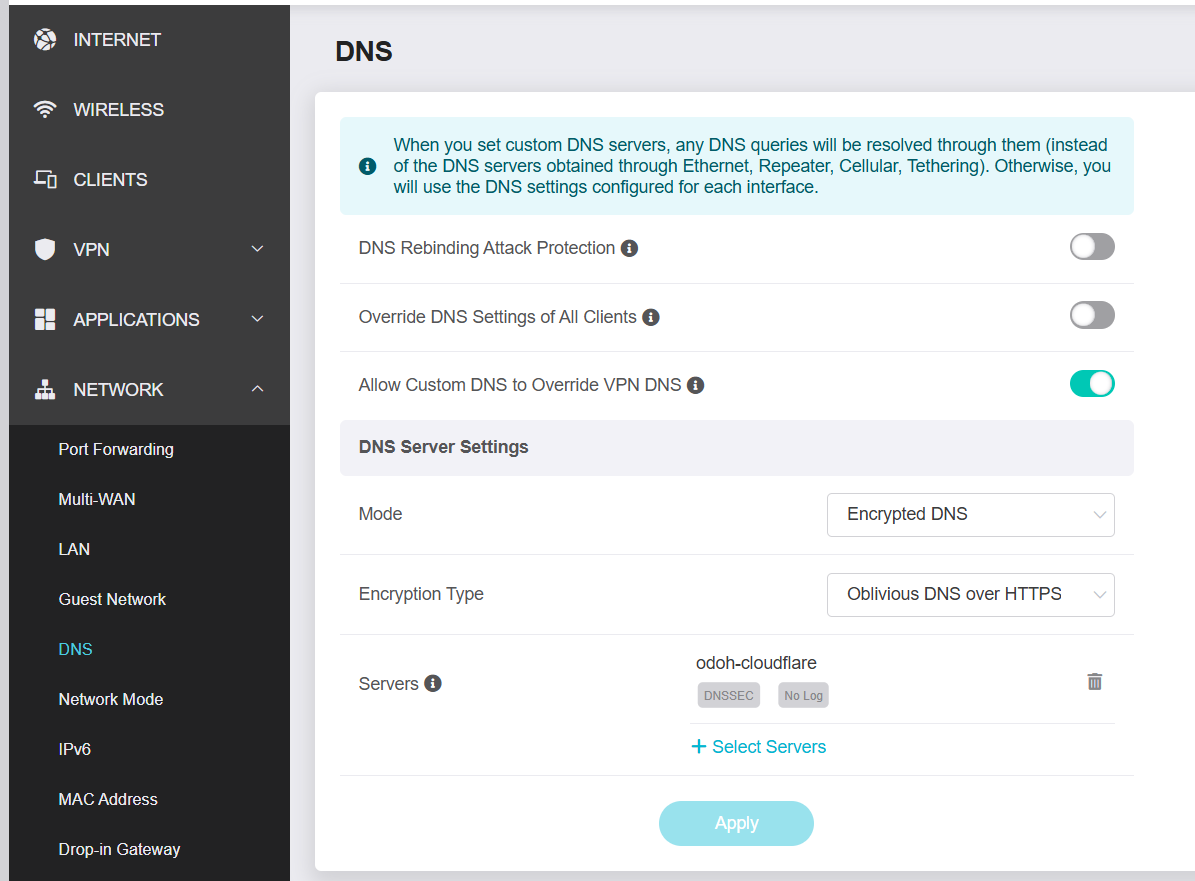 INTERNET
WIRELESS
CLIENTS
VPN
APPLICATIONS
NETWORK
Port Forwarding
Multi-WAN
LAN
Guest Network
DNS
Network Mode
IPv6
MAC Address
Drop-in Gateway
DNS
When you set custom DNS servers, any DNS queries will be resolved through them (instead
of the DNS servers obtained through Ethernet, Repeater, Cellular, Tethering). Otherwise, you
will use the DNS settings configured for each interface.
DNS Rebinding Attack Protection
Override DNS Settings of All Clients
Allow Custom DNS to Override VPN DNS
DNS Server Settings
Mode
Encrypted DNS
Encryption Type
Oblivious DNS over HTTPS
Servers
odoh-cloudflare
DNSSEC No Log
+ Select Servers
Apply